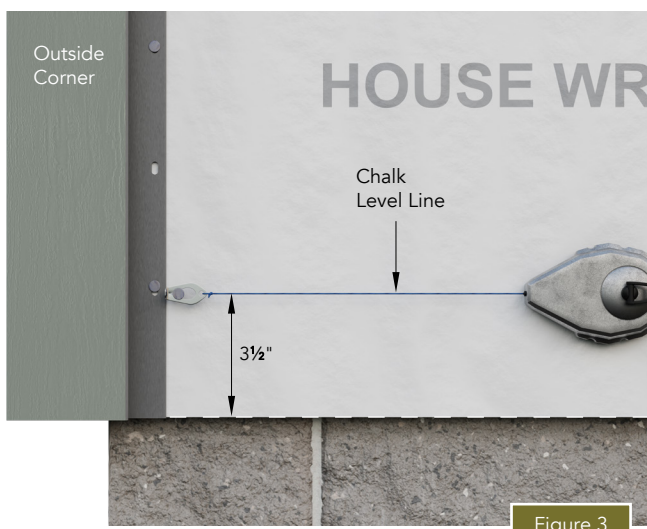 Outside
Corner
HOUSE WR
Chalk
Level Line
3½"
Figure 3